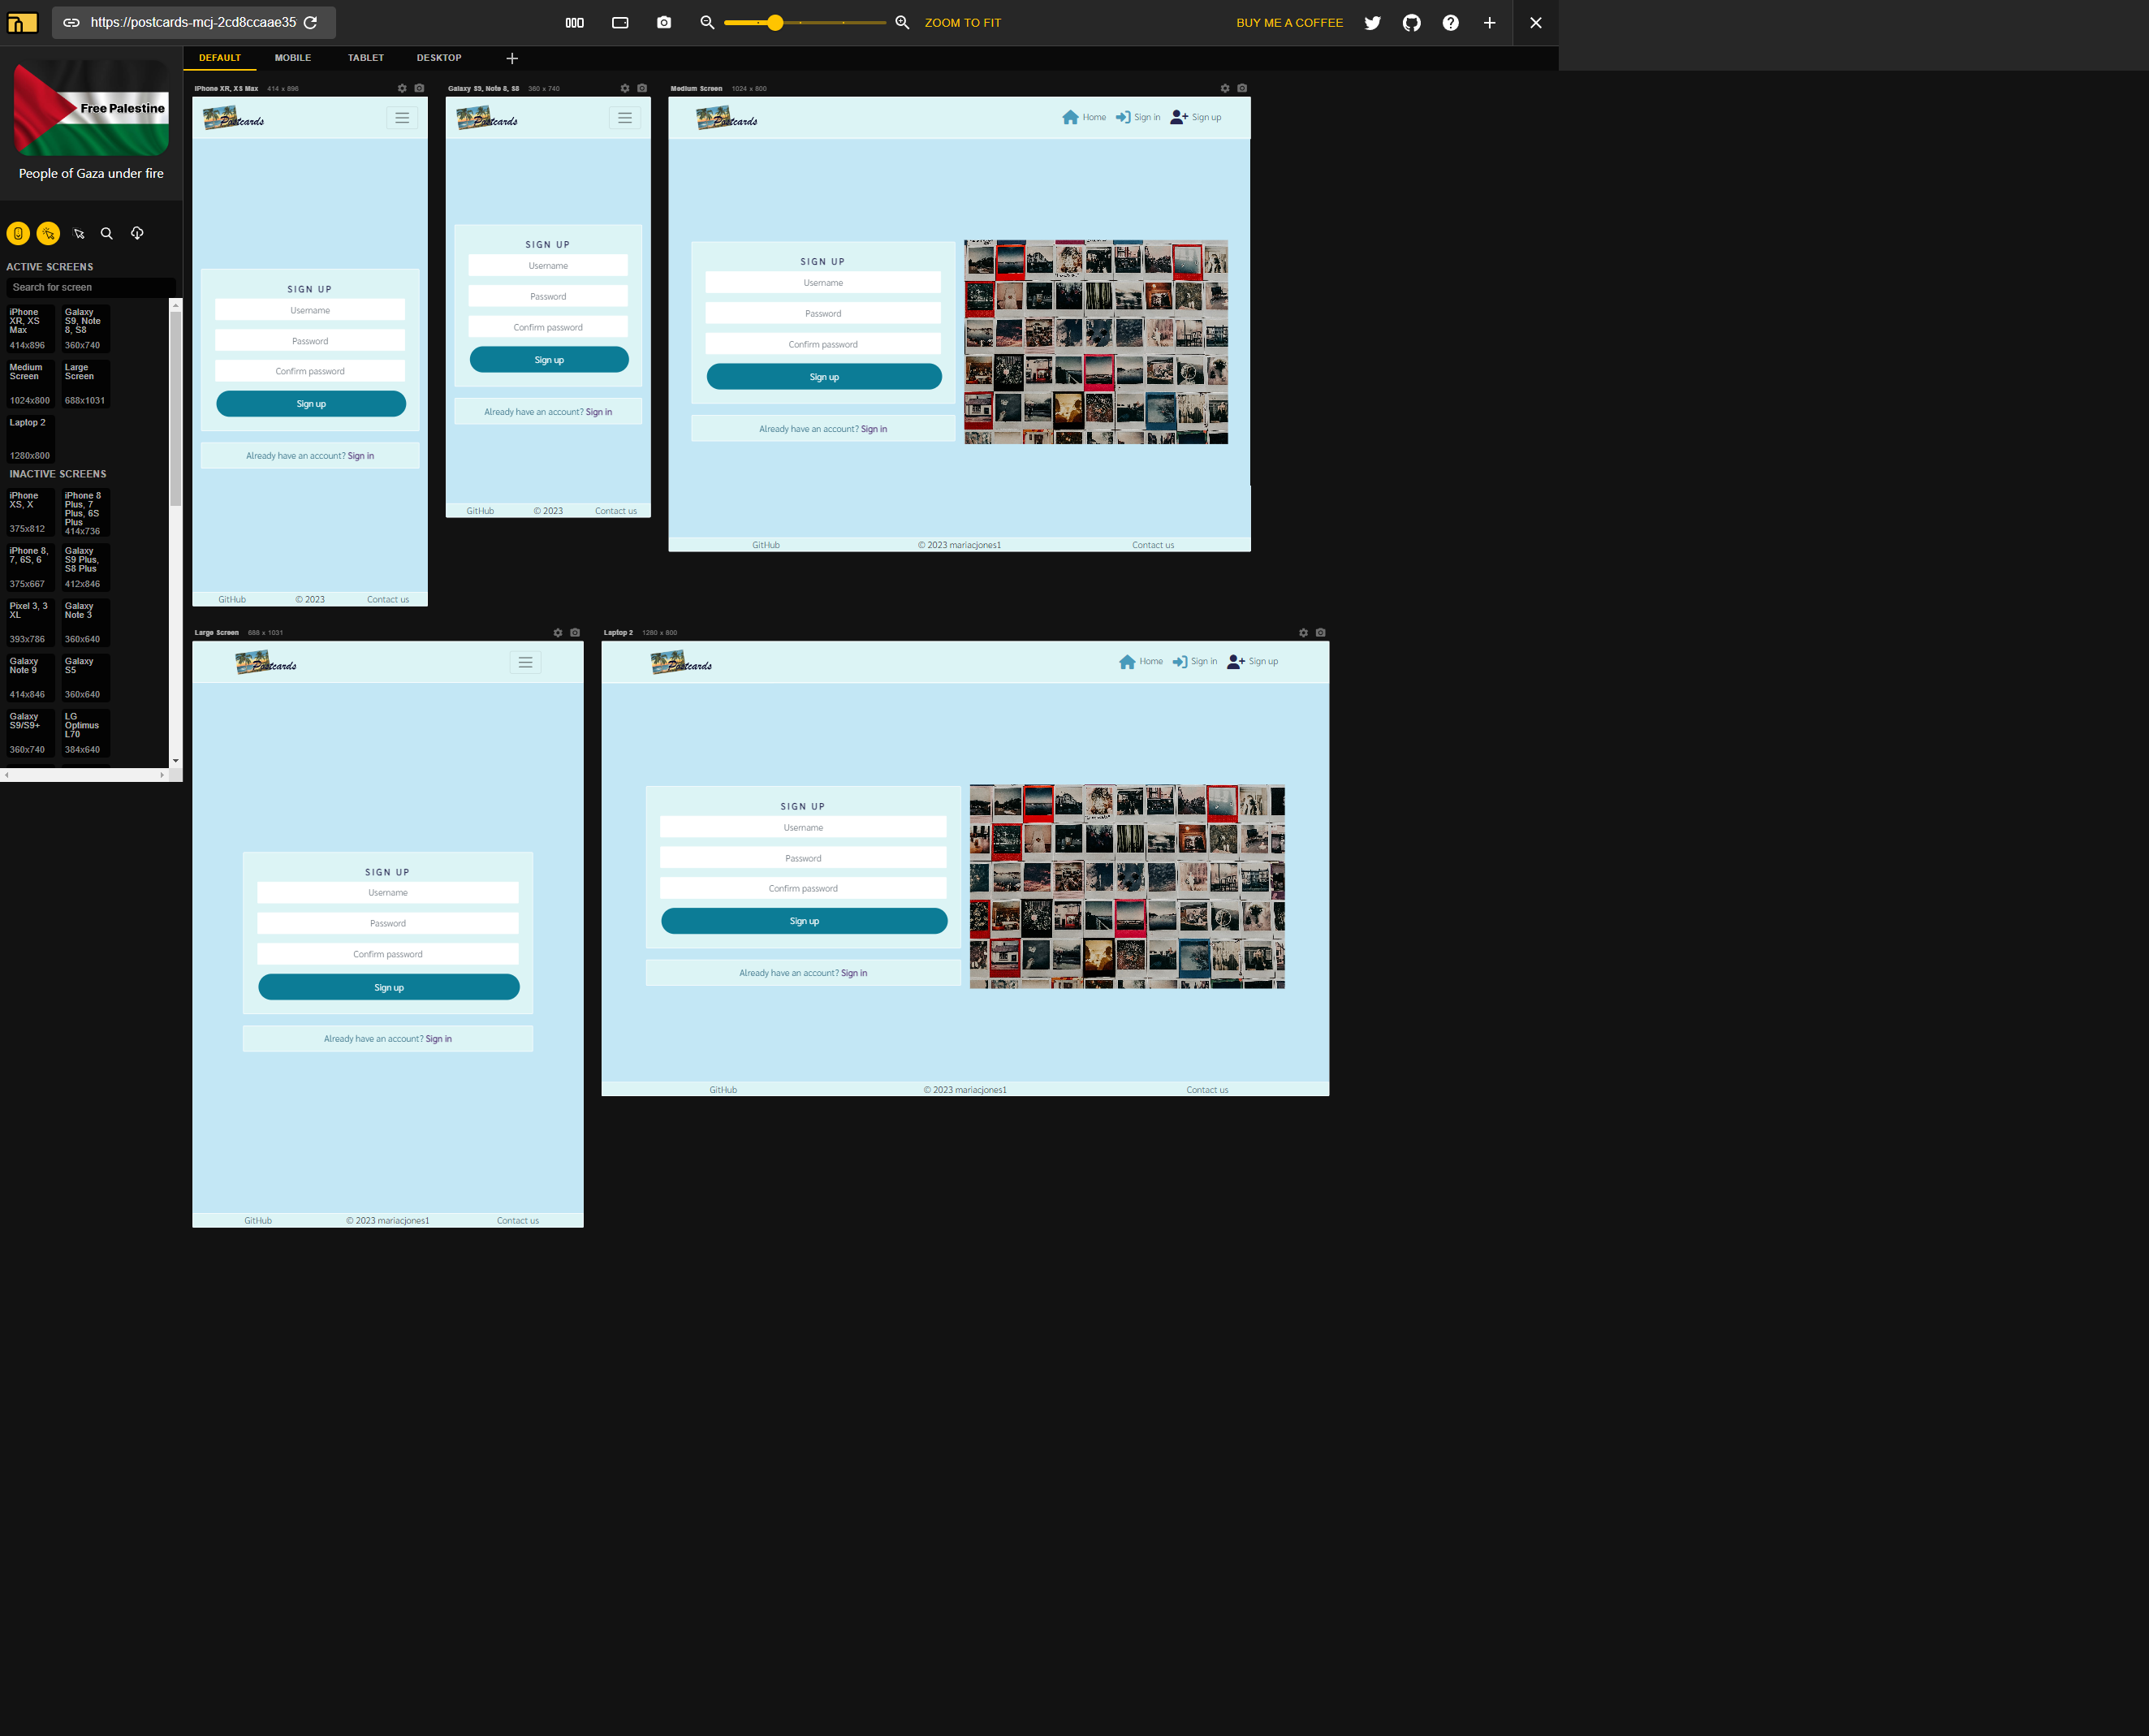 https://postcards-mcj-2cd8ccaae35
ZOOM TO FIT
BUY ME A COFFEE
Free Palestine
People of Gaza under fire
DEFAULT
MOBILE
TABLET
DESKTOP
ACTIVE SCREENS
Search for screen
iPhone XR, XS Max
414x896
Galaxy S9, Note 8, S8
360x740
Medium Screen
1024x800
Large Screen
688x1031
Laptop 2
1280x800
INACTIVE SCREENS
iPhone XS, X
375x812
iPhone 8 Plus, 7 Plus, 6S Plus
414x736
iPhone 8, 7, 6S, 6
375x667
Galaxy S9 Plus, S8 Plus
412x846
Pixel 3, 3 XL
393x786
Galaxy Note 3
360x640
Galaxy Note 9
414x846
Galaxy S5
360x640
Galaxy S9/S9+
360x740
LG Optimus L70
384x640
iPhone XR, XS Max 414 x 896
Postcards
SIGN UP
Username
Password
Confirm password
Sign up
Already have an account? Sign in
GitHub
© 2023
Contact us
Galaxy S9, Note 8, S8 360 x 740
Postcards
SIGN UP
Username
Password
Confirm password
Sign up
Already have an account? Sign in
GitHub
© 2023
Contact us
Medium Screen 1024 x 800
Postcards
Home
Sign in
Sign up
SIGN UP
Username
Password
Confirm password
Sign up
Already have an account? Sign in
GitHub
© 2023 mariacjones1
Contact us
Large Screen 688 x 1031
Postcards
SIGN UP
Username
Password
Confirm password
Sign up
Already have an account? Sign in
GitHub
© 2023 mariacjones1
Contact us
Laptop 2 1280 x 800
Postcards
Home
Sign in
Sign up
SIGN UP
Username
Password
Confirm password
Sign up
Already have an account? Sign in
GitHub
© 2023 mariacjones1
Contact us